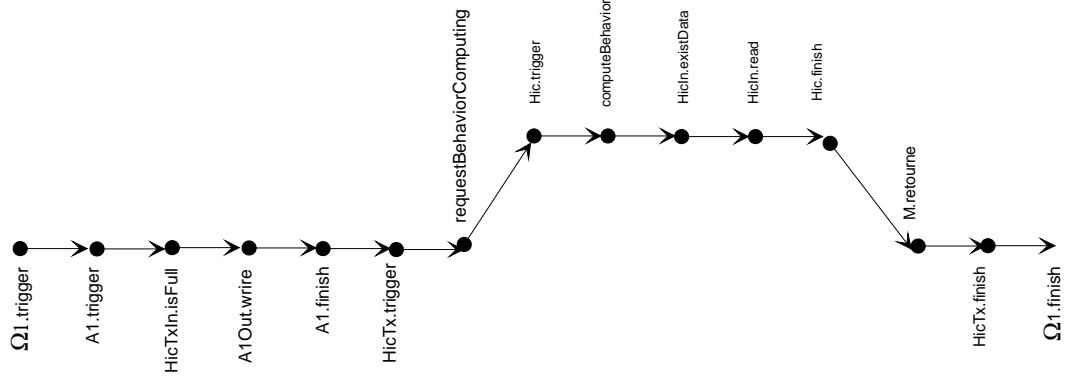 Ω1.trigger
A1.trigger
HicTxIn.isFull
A1Out.wrire
A1.finish
HicTx.trigger
requestBehaviorComputing
Hic.trigger
computeBehavior
HicIn.existData
HicIn.read
Hic.finish
M.retourne
HicTx.finish
Ω1.finish